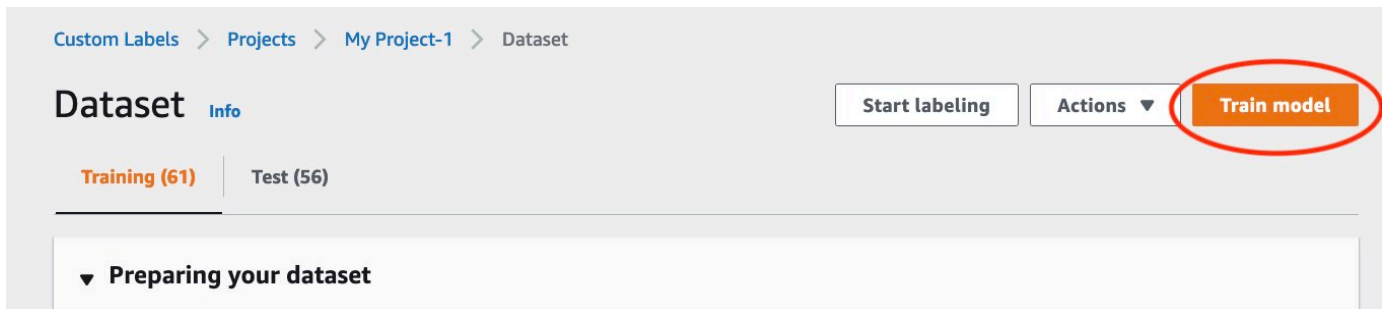 Custom Labels > Projects > My Project-1 > Dataset
Dataset Info
Start labeling Actions ▼ Train model
Training (61) Test (56)
▼ Preparing your dataset